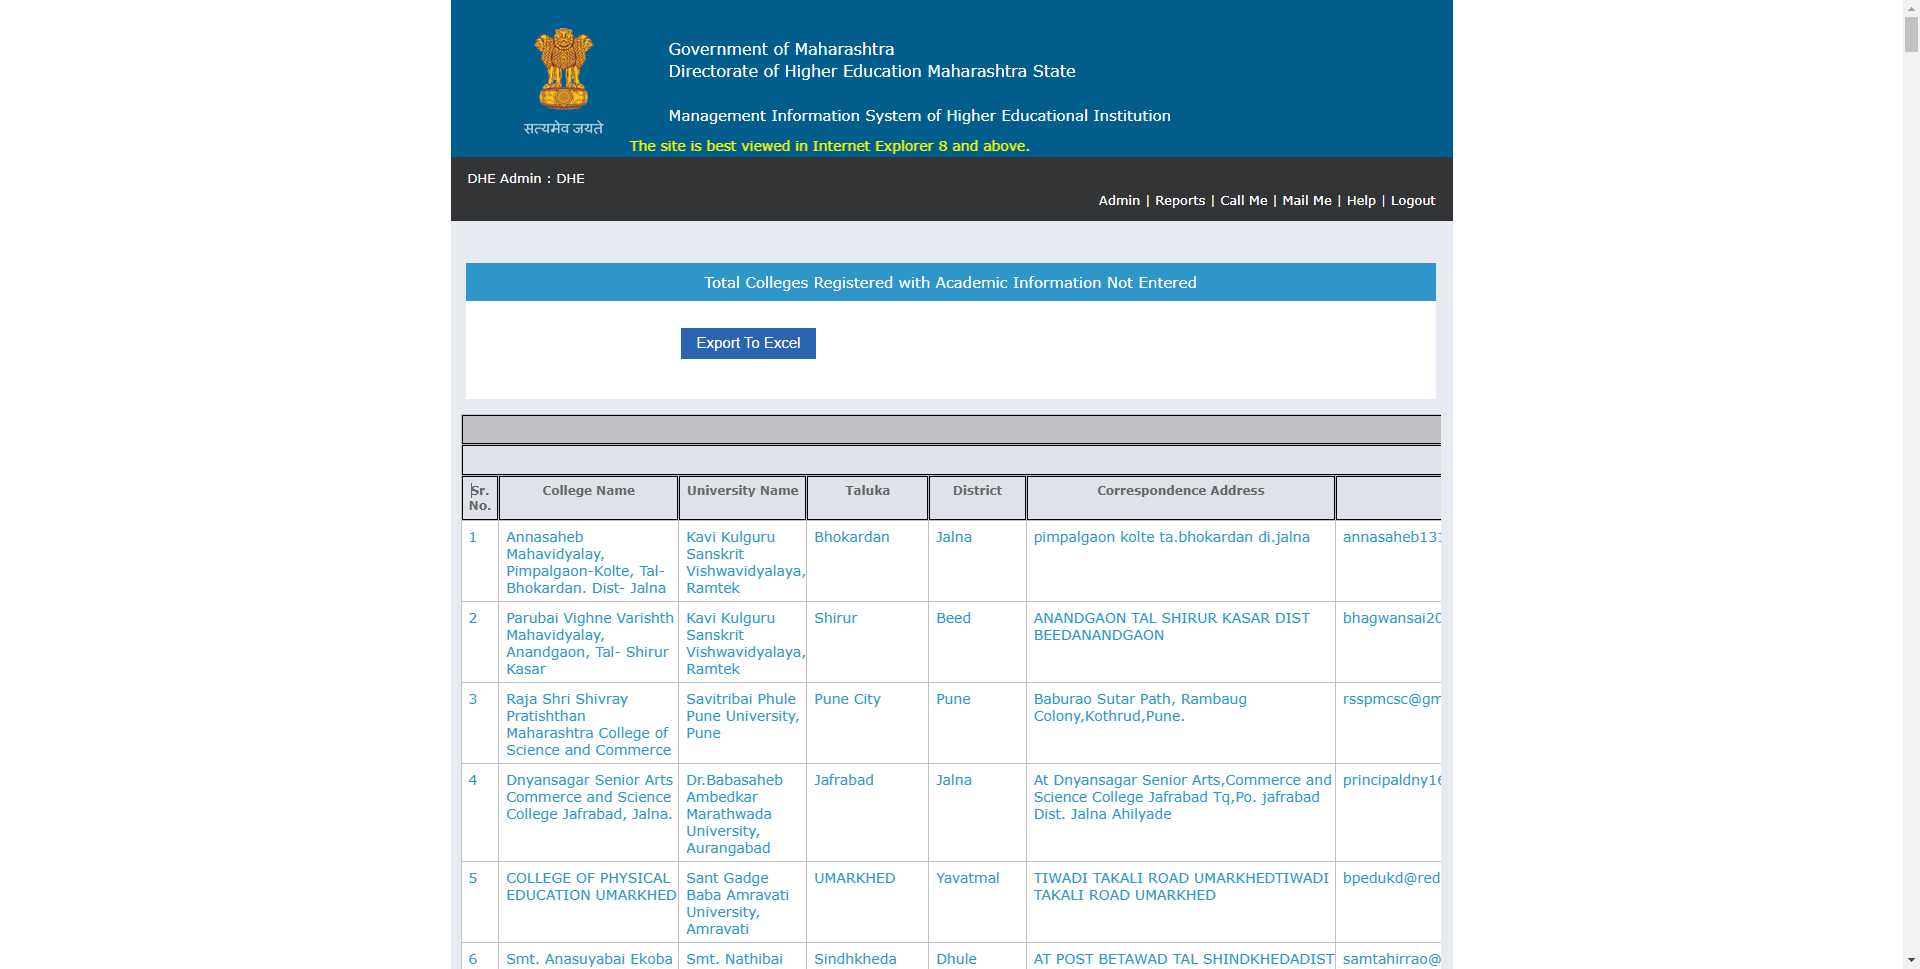 सत्यमेव जयते
Government of Maharashtra
Directorate of Higher Education Maharashtra State
Management Information System of Higher Educational Institution
The site is best viewed in Internet Explorer 8 and above.
DHE Admin : DHE
Admin | Reports | Call Me | Mail Me | Help | Logout
Total Colleges Registered with Academic Information Not Entered
Export To Excel
Sr. No.
College Name
University Name
Taluka
District
Correspondence Address
1
Annasaheb
Mahavidyalay,
Pimpalgaon-Kolte, Tal-
Bhokardan. Dist- Jalna
Kavi Kulguru
Sanskrit
Vishwavidyalaya,
Ramtek
Bhokardan
Jalna
pimpalgaon kolte ta.bhokardan di.jalna
2
Parubai Vighne Varishth
Mahavidyalay,
Anandgaon, Tal- Shirur
Kasar
Kavi Kulguru
Sanskrit
Vishwavidyalaya,
Ramtek
Shirur
Beed
ANANDGAON TAL SHIRUR KASAR DIST
BEEDANANDGAON
bhagwansai20
3
Raja Shri Shivray
Pratishthan
Maharashtra College of
Science and Commerce
Savitribai Phule
Pune University,
Pune
Pune City
Pune
Baburao Sutar Path, Rambaug
Colony,Kothrud,Pune.
rsspmcsc@gm
4
Dnyansagar Senior Arts
Commerce and Science
College Jafrabad, Jalna.
Dr.Babasaheb
Ambedkar
Marathwada
University,
Aurangabad
Jafrabad
Jalna
At Dnyansagar Senior Arts,Commerce and
Science College Jafrabad Tq,Po. jafrabad
Dist. Jalna Ahilyade
principaldny16
5
COLLEGE OF PHYSICAL
EDUCATION UMARKHED
Sant Gadge
Baba Amravati
University,
Amravati
UMARKHED
Yavatmal
TIWADI TAKALI ROAD UMARKHEDTIWADI
TAKALI ROAD UMARKHED
bpedukd@red
6
Smt. Anasuyabai Ekoba
Smt. Nathibai
Sindhkheda
Dhule
AT POST BETAWAD TAL SHINDKHEDADIST
samtahirrao@